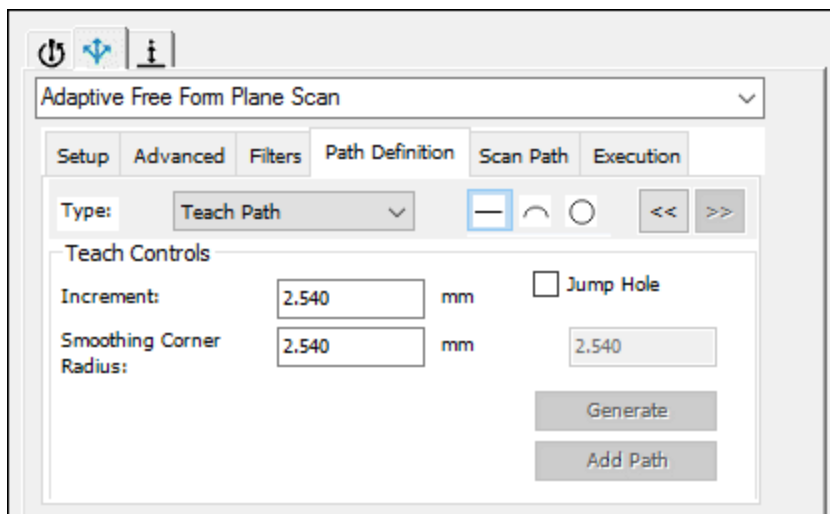 Adaptive Free Form Plane Scan
Setup Advanced Filters Path Definition Scan Path Execution
Type: Teach Path << >>
Teach Controls
Increment: 2.540 mm Jump Hole
Smoothing Corner Radius: 2.540 mm 2.540
Generate
Add Path